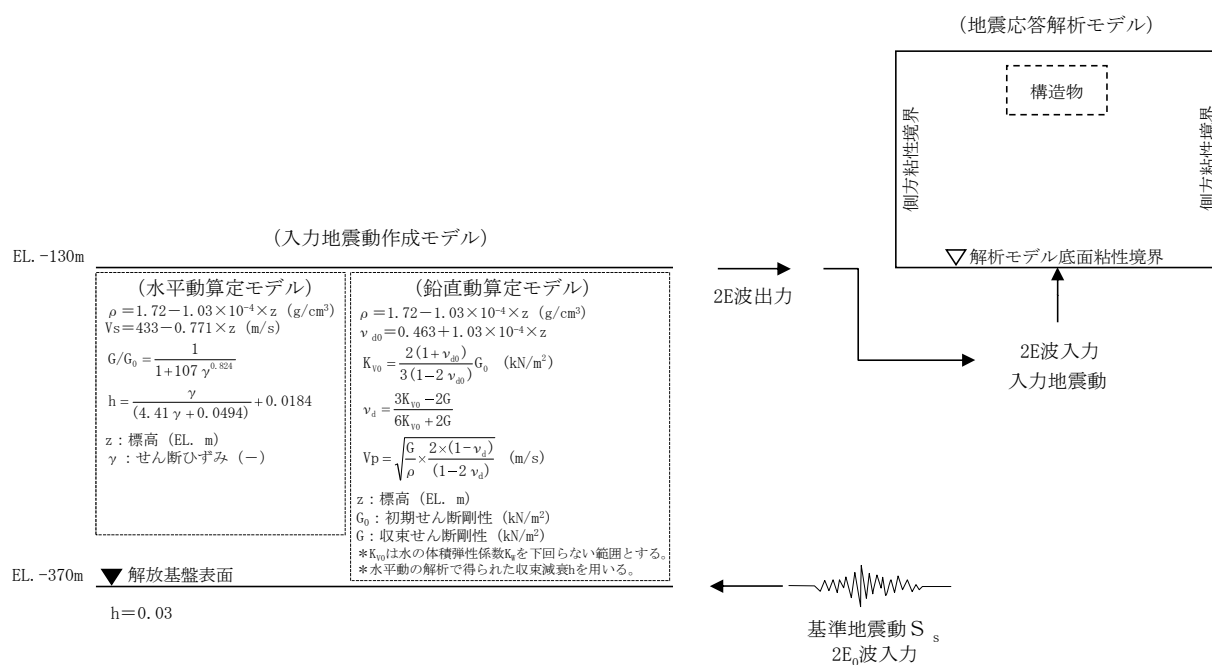 (地震応答解析モデル)
構造物
側方粘性境界
側方粘性境界
▽解析モデル底面粘性境界
(入力地震動作成モデル)
EL.-130m
(水平動算定モデル)
ρ=1.72-1.03×10⁻⁴×z (g/cm³)
Vs=433-0.771×z (m/s)
G/G₀=1/(1+107γ^0.824)
h=γ/(4.41γ+0.0494)+0.0184
z:標高 (EL. m)
γ:せん断ひずみ (-)
(鉛直動算定モデル)
ρ=1.72-1.03×10⁻⁴×z (g/cm³)
ν_d0=0.463+1.03×10⁻⁴×z
K_V0=2(1+ν_d0)/3(1-2ν_d0) G₀ (kN/m²)
ν_d=(3K_V0-2G)/(6K_V0+2G)
Vp=√(G/ρ×2×(1-ν_d)/(1-2ν_d)) (m/s)
z:標高 (EL. m)
G₀:初期せん断剛性 (kN/m²)
G:収束せん断剛性 (kN/m²)
*K_V0は水の体積弾性係数K_Wを下回らない範囲とする。
*水平動の解析で得られた収束減衰hを用いる。
2E波出力
2E波入力
入力地震動
EL.-370m
▼解放基盤表面
h=0.03
基準地震動Ss
2E₀波入力